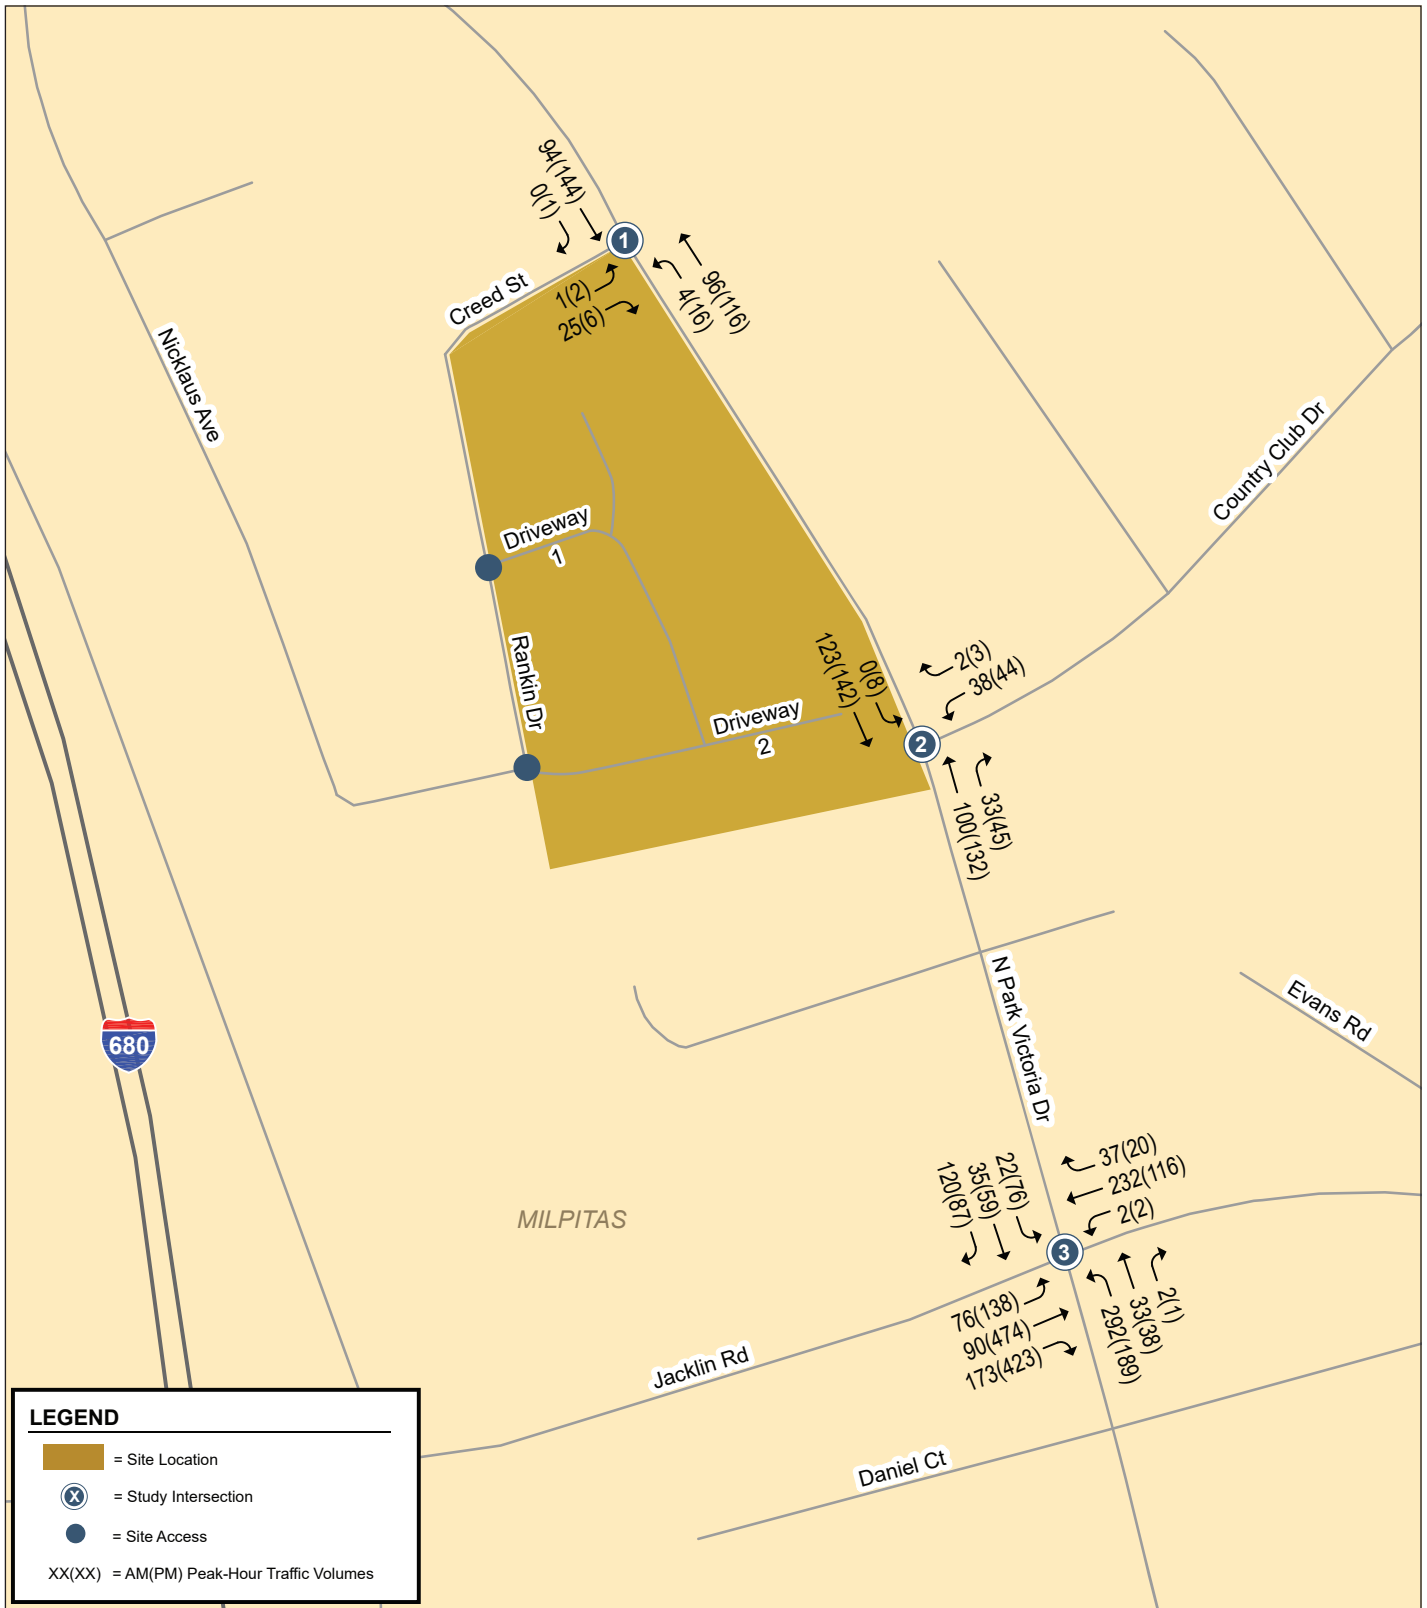 94(144)
0(1)
1
Creed St
1(2)
25(6)
96(116)
4(16)
Nicklaus Ave
Country Club Dr
Driveway
1
Rankin Dr
123(142)
0(8)
2(3)
38(44)
Driveway
2
2
33(45)
100(132)
N Park Victoria Dr
Evans Rd
680
37(20)
232(116)
2(2)
22(76)
35(59)
120(87)
MILPITAS
3
76(138)
90(474)
173(423)
2(1)
33(38)
292(189)
Jacklin Rd
Daniel Ct
LEGEND
= Site Location
X = Study Intersection
= Site Access
XX(XX) = AM(PM) Peak-Hour Traffic Volumes